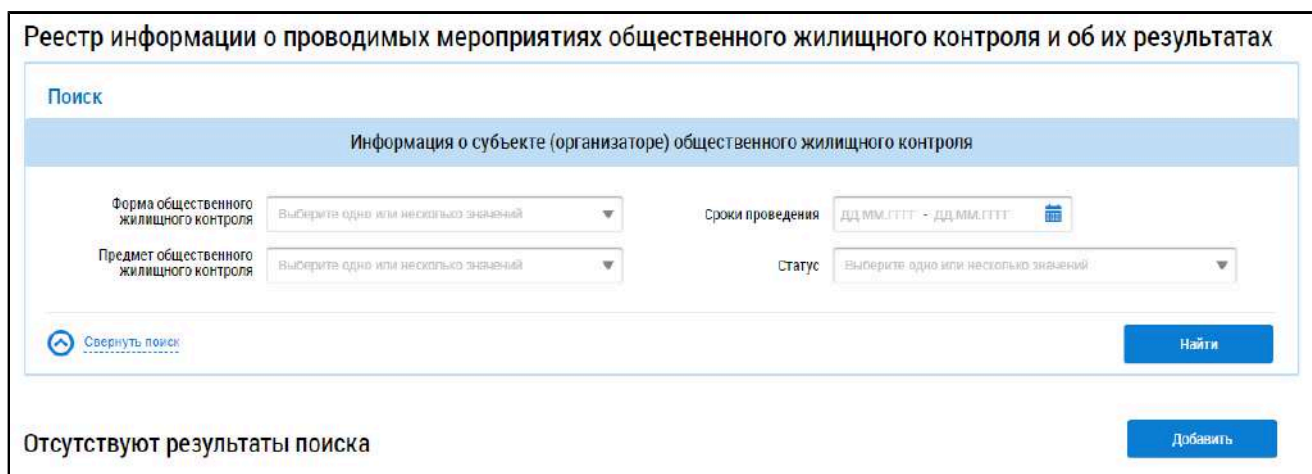 Реестр информации о проводимых мероприятиях общественного жилищного контроля и об их результатах
Поиск
Информация о субъекте (организаторе) общественного жилищного контроля
Форма общественного
жилищного контроля
Выберите одно или несколько значений
Сроки проведения
ДД.ММ.ГГГГ - ДД.ММ.ГГГГ
Предмет общественного
жилищного контроля
Выберите одно или несколько значений
Статус
Выберите одно или несколько значений
Свернуть поиск
Найти
Отсутствуют результаты поиска
Добавить